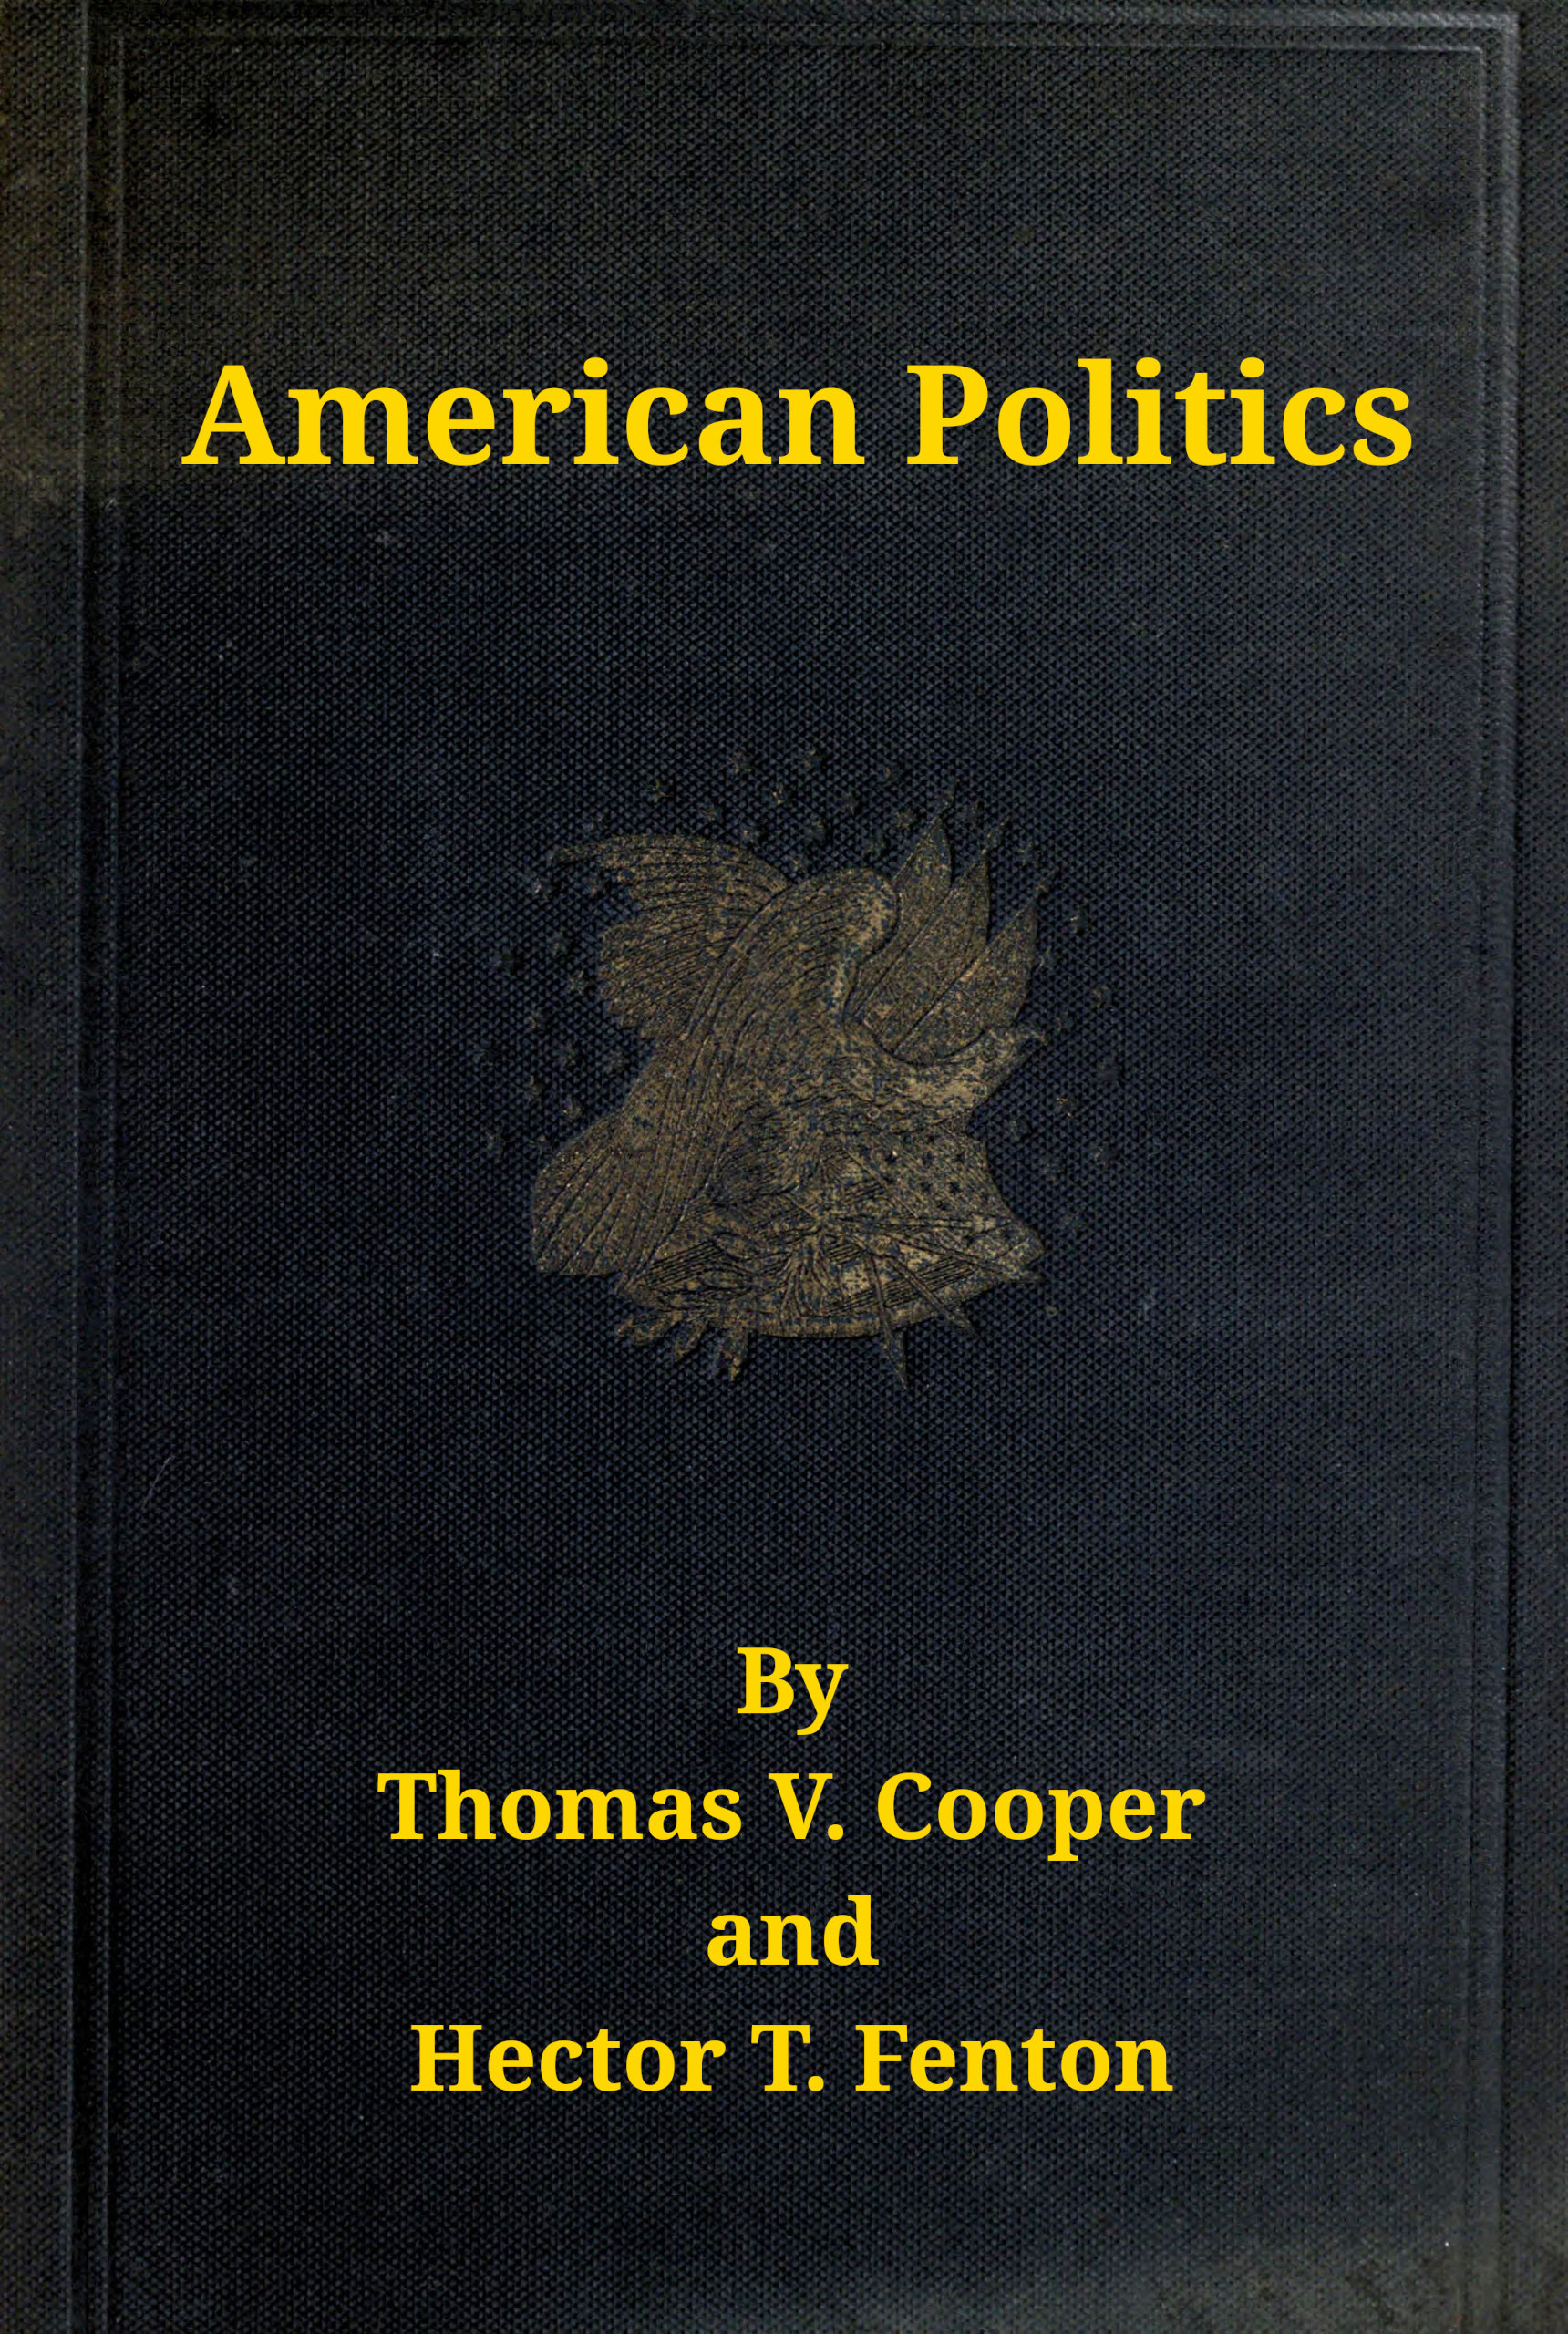 American Politics
By
Thomas V. Cooper
and
Hector T. Fenton